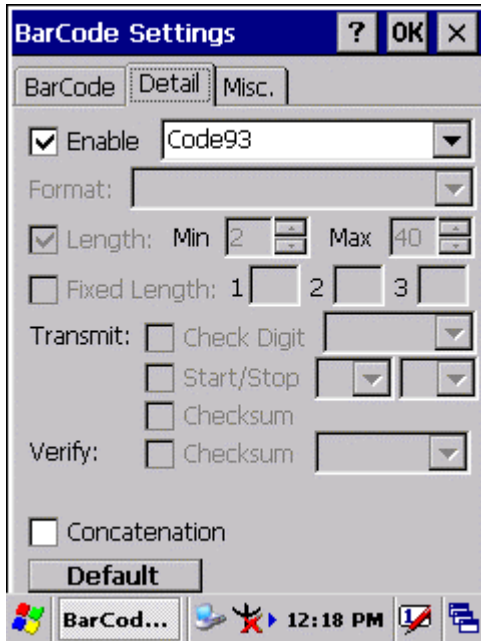 BarCode Settings ? OK ×
BarCode Detail Misc.
Enable Code93
Format:
Length: Min 2 Max 40
Fixed Length: 1 2 3
Transmit: Check Digit
Start/Stop
Checksum
Verify: Checksum
Concatenation
Default
BarCod... 12:18 PM 1